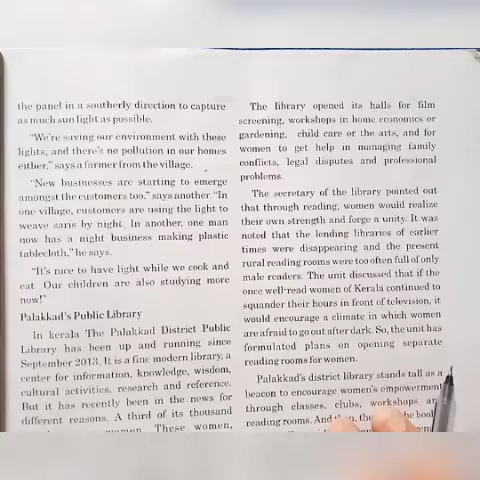 the panel in a southerly direction to capture
as much sun light as possible.
"We're saving our environment with these
lights, and there's no pollution in our homes
either," says a farmer from the village.
"New businesses are starting to emerge
amongst the customers too," says another. "In
one village, customers are using the light to
weave saris by night. In another, one man
now has a night business making plastic
tablecloth," he says.
"It's nice to have light while we cook and
eat. Our children are also studying more
now!"
Palakkad's Public Library
In kerala The Palakkad District Public
Library has been up and running since
September 2013. It is a fine modern library, a
center for information, knowledge, wisdom,
cultural activities, research and reference.
But it has recently been in the news for
different reasons. A third of its thousand
women. These women,
The library opened its halls for film
screening, workshops in home economics or
gardening, child care or the arts, and for
women to get help in managing family
conflicts, legal disputes and professional
problems.
The secretary of the library pointed out
that through reading, women would realize
their own strength and forge a unity. It was
noted that the lending libraries of earlier
times were disappearing and the present
rural reading rooms were too often full of only
male readers. The unit discussed that if the
once well-read women of Kerala continued to
squander their hours in front of television, it
would encourage a climate in which women
are afraid to go out after dark. So, the unit has
formulated plans on opening separate
reading rooms for women.
Palakkad's district library stands tall as a
beacon to encourage women's empowerment
through classes, clubs, workshops
reading rooms. And